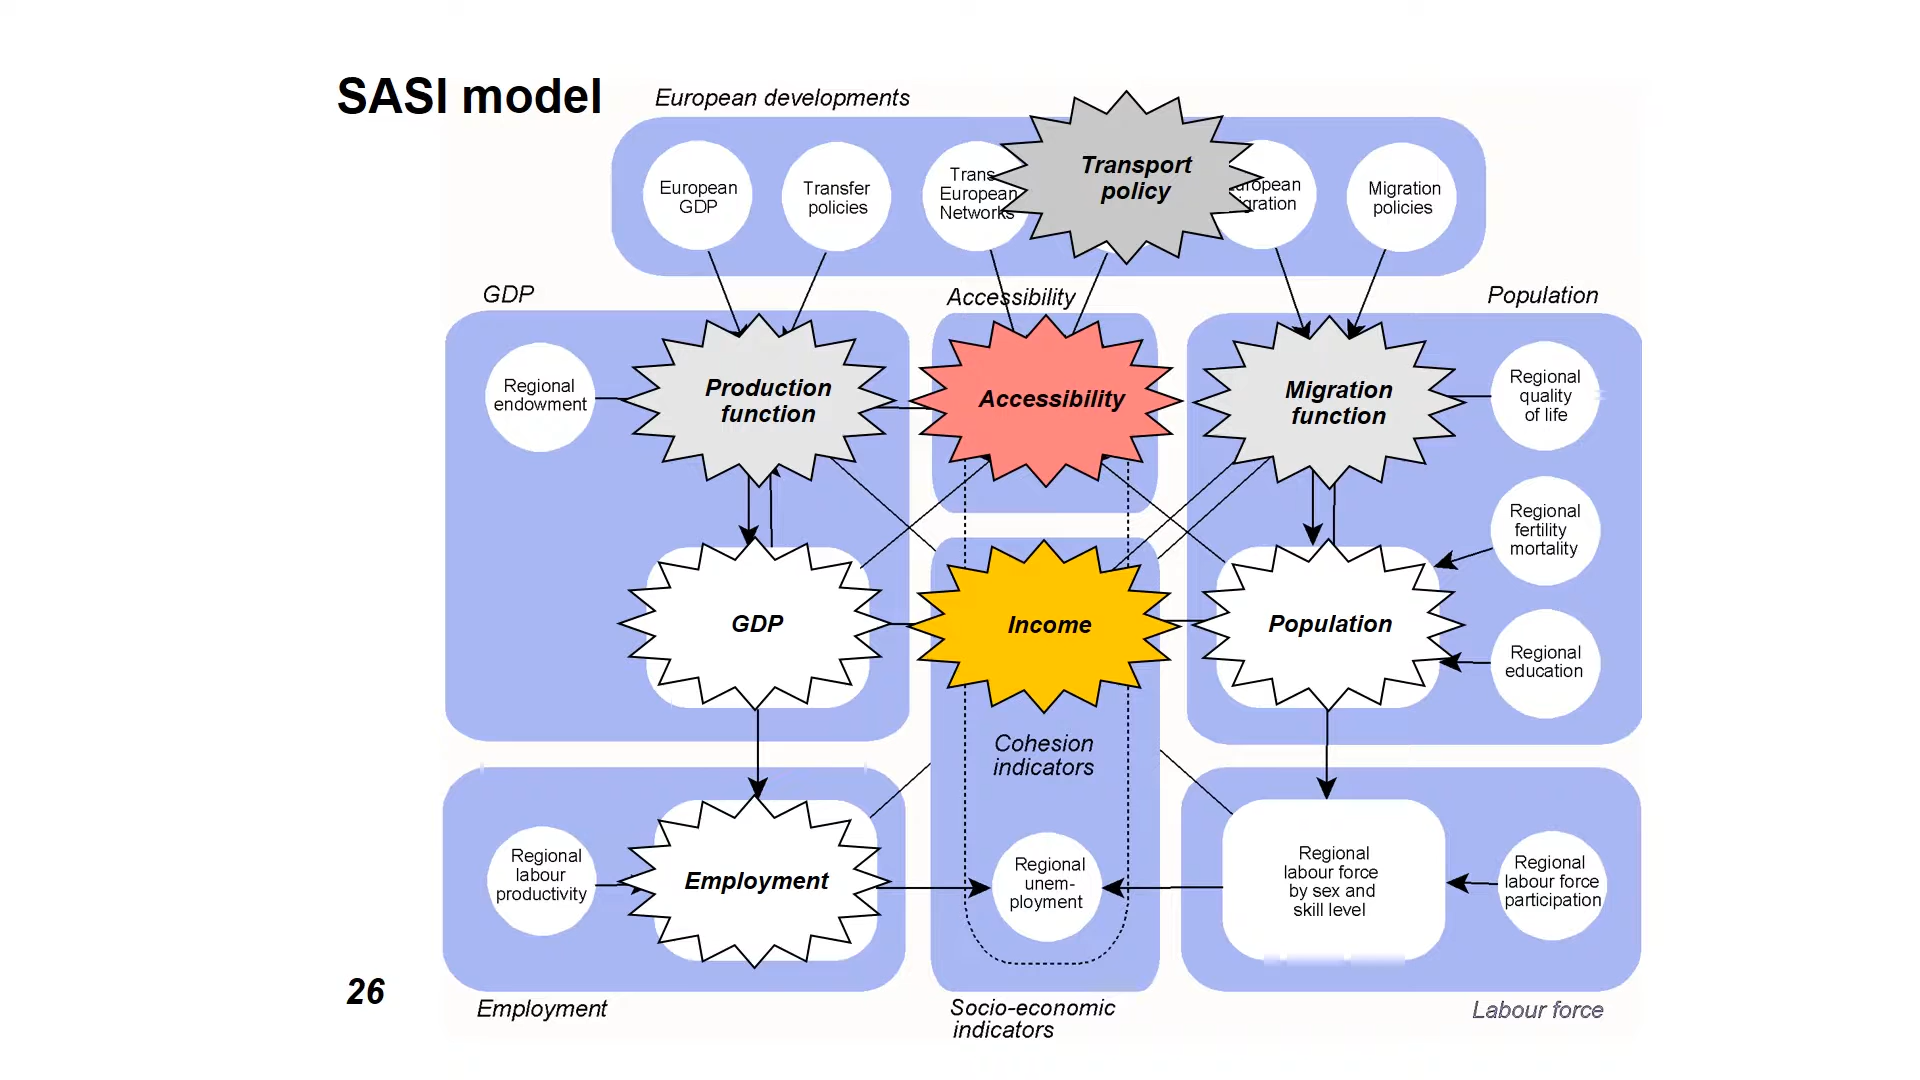 SASI model
European developments
European
GDP
Transfer
policies
Trans
European
Networks
Transport
policy
Migration
policies
GDP
Accessibility
Population
Regional
endowment
Production
function
Accessibility
Migration
function
Regional
quality
of life
Regional
fertility
mortality
GDP
Income
Population
Regional
education
Cohesion
indicators
Regional
labour
productivity
Employment
Regional
unem-
ployment
Regional
labour force
by sex and
skill level
Regional
labour force
participation
26
Employment
Socio-economic
indicators
Labour force